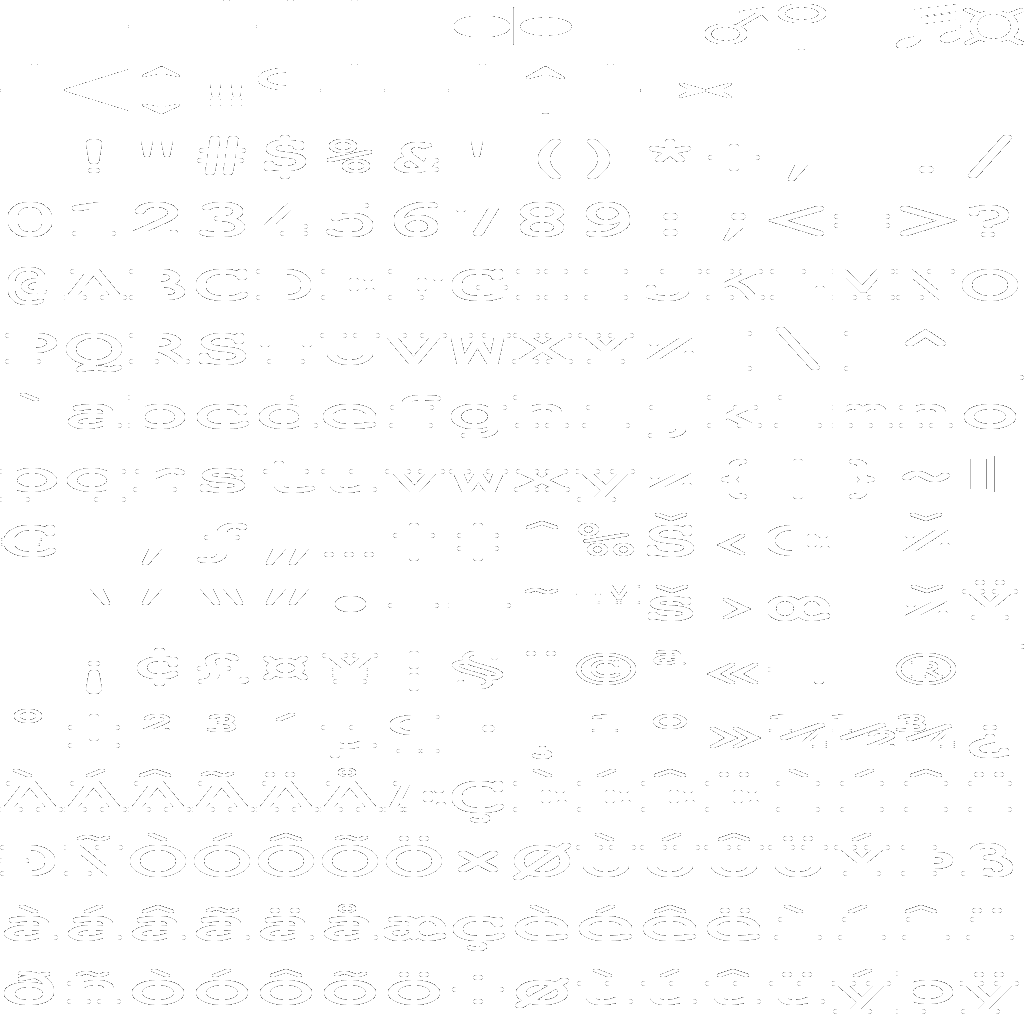 ! " # $ % & ' ( ) * + , - . /
0 1 2 3 4 5 6 7 8 9 : ; < = > ?
@ A B C D E F G H I J K L M N O
P Q R S T U V W X Y Z [ \ ] ^ _
` a b c d e f g h i j k l m n o
p q r s t u v w x y z { | } ~
€ ‚ ƒ „ … † ‡ ˆ ‰ Š ‹ Œ Ž
‘ ’ “ ” • – — ˜ ™ š › œ ž Ÿ
¡ ¢ £ ¤ ¥ ¦ § ¨ © ª « ¬ ® ¯
° ± ² ³ ´ µ ¶ · ¸ ¹ º » ¼ ½ ¾ ¿
À Á Â Ã Ä Å Æ Ç È É Ê Ë Ì Í Î Ï
Ð Ñ Ò Ó Ô Õ Ö × Ø Ù Ú Û Ü Ý Þ ß
à á â ã ä å æ ç è é ê ë ì í î ï
ð ñ ò ó ô õ ö ÷ ø ù ú û ü ý þ ÿ